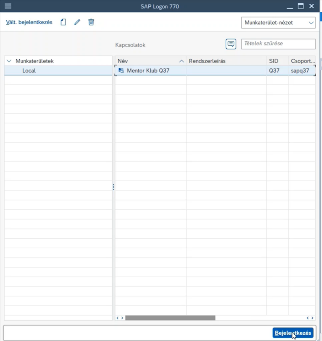 SAP Logon 770
Vált. bejelentkezés
Munkaterület-nézet
Kapcsolatok
Tételek szűrése
Munkaterületek
Név
Rendszerleírás
SID
Csoport...
Local
Mentor Klub Q37
Q37
sapq37
Bejelentkezés